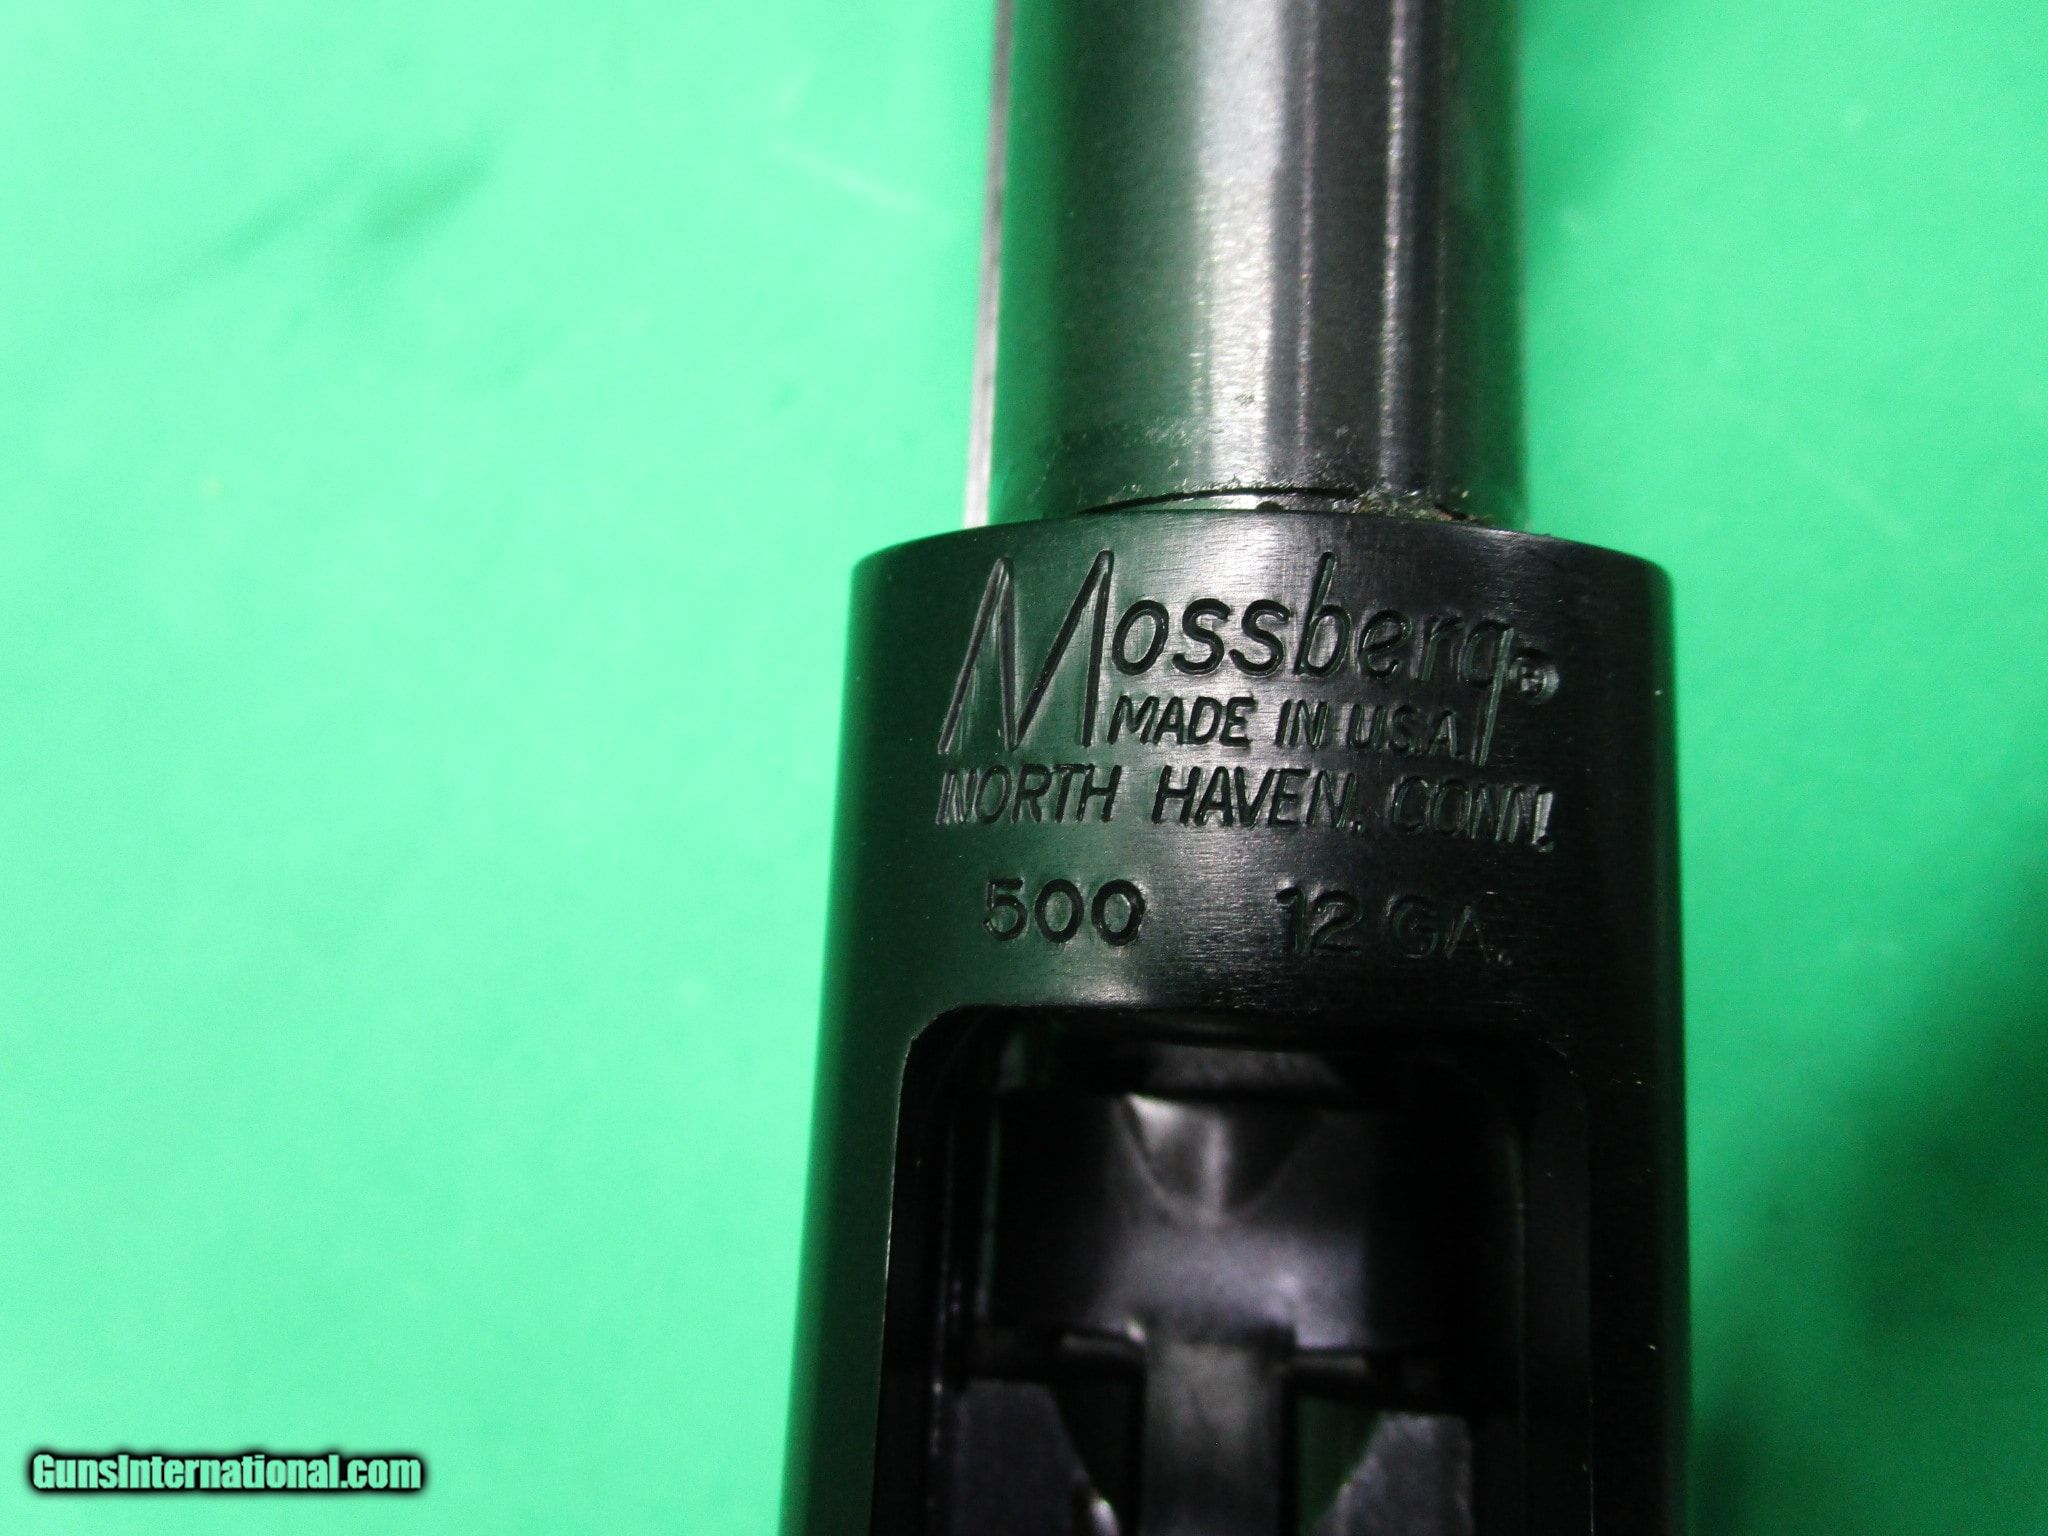 Mossberg®
MADE IN U.S.A.
NORTH HAVEN, CONN.
500 12 GA.
GunsInternational.com